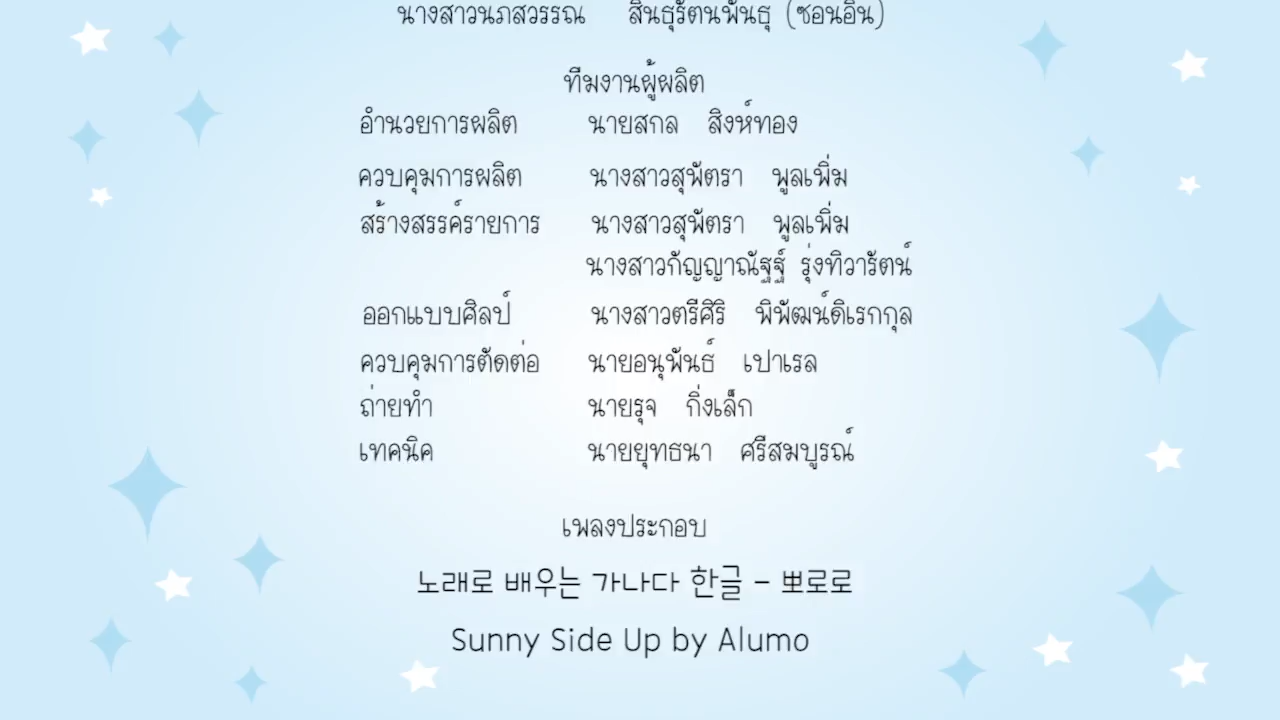 นางสาวนภสวรรณ สินธุรัตนพันธุ (ซอนอิน)
ทีมงานผู้ผลิต
อำนวยการผลิต นายสกล สิงห์ทอง
ควบคุมการผลิต นางสาวสุพัตรา พูลเพิ่ม
สร้างสรรค์รายการ นางสาวสุพัตรา พูลเพิ่ม
นางสาวกัญญาณัฐฐ์ รุ่งทิวารัตน์
ออกแบบศิลป์ นางสาวตรีศิริ พิพัฒน์ดิเรกกุล
ควบคุมการตัดต่อ นายอนุพันธ์ เปาเรล
ถ่ายทำ นายรุจ กิ่งเล็ก
เทคนิค นายยุทธนา ศรีสมบูรณ์
เพลงประกอบ
노래로 배우는 가나다 한글 - 뽀로로
Sunny Side Up by Alumo